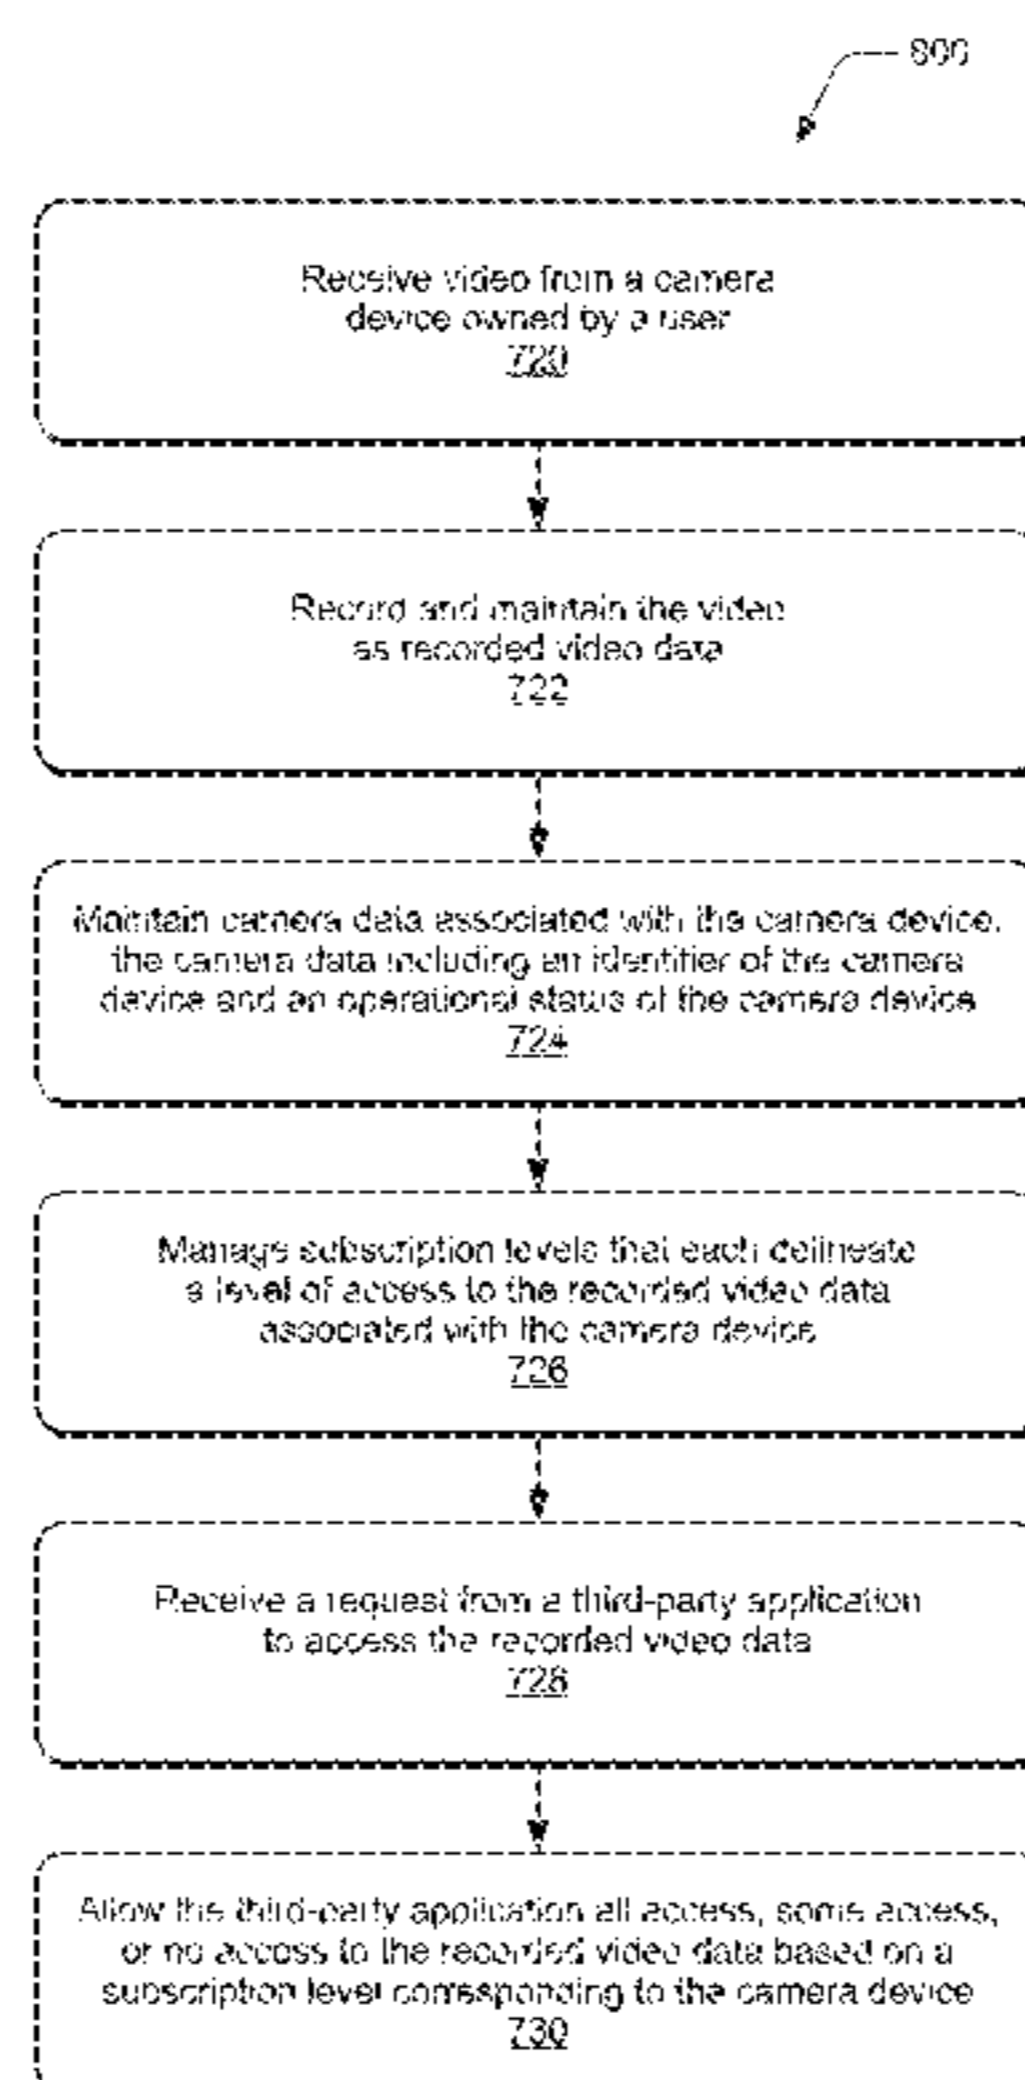 800
Receive video from a camera
device owned by a user
720
Record and maintain the video
as recorded video data
722
Maintain camera data associated with the camera device,
the camera data including an identifier of the camera
device and an operational status of the camera device
724
Manage subscription levels that each delineate
a level of access to the recorded video data
associated with the camera device
726
Receive a request from a third-party application
to access the recorded video data
728
Allow the third-party application all access, some access,
or no access to the recorded video data based on a
subscription level corresponding to the camera device
730